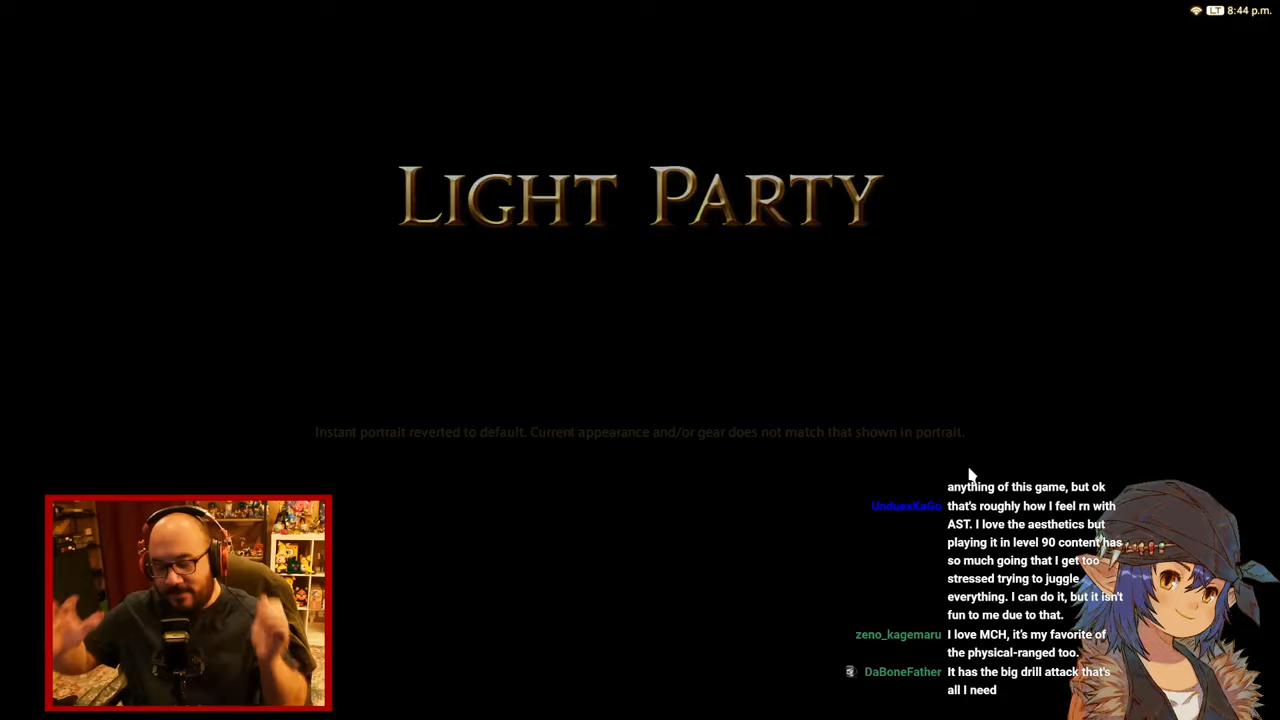 LT 8:44 p.m.
LIGHT PARTY
Instant portrait reverted to default. Current appearance and/or gear does not match that shown in portrait.
anything of this game, but ok
UnduexKaGo that's roughly how I feel rn with
AST. I love the aesthetics but
playing it in level 90 content has
so much going that I get too
stressed trying to juggle
everything. I can do it, but it isn't
fun to me due to that.
zeno_kagemaru I love MCH, it's my favorite of
the physical-ranged too.
DaBoneFather It has the big drill attack that's
all I need